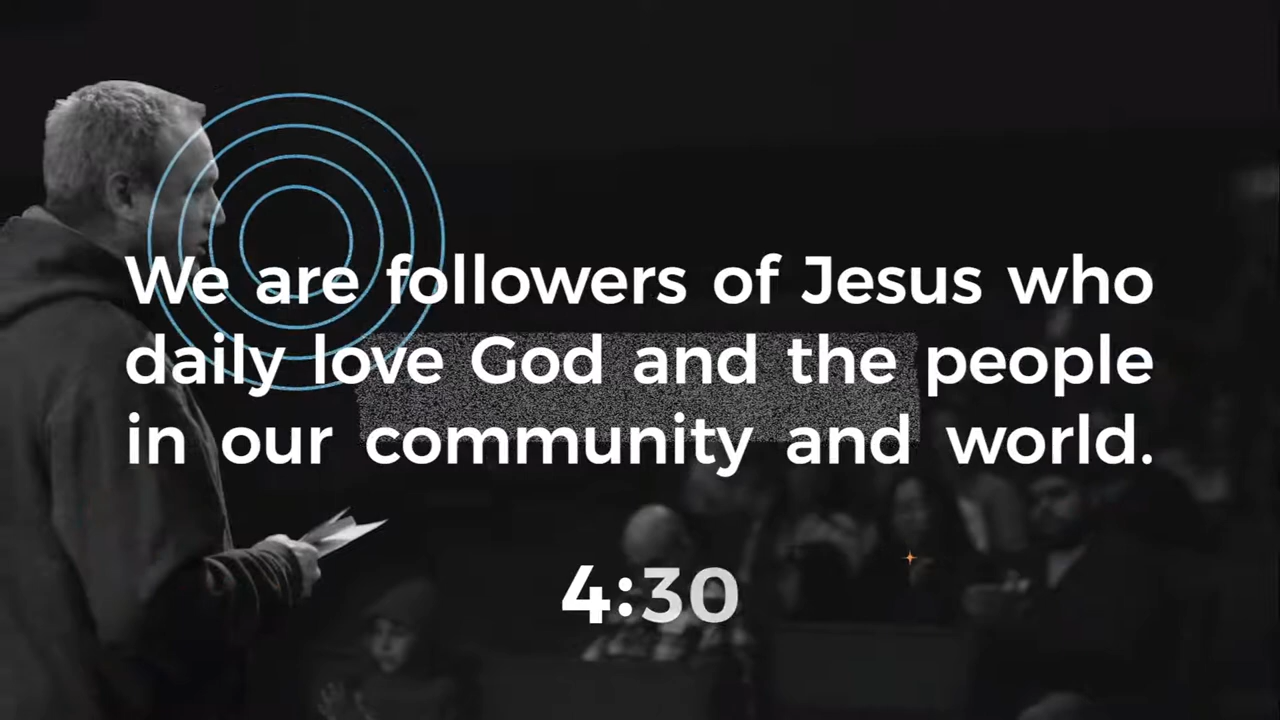 We are followers of Jesus who
daily love God and the people
in our community and world.
4:30